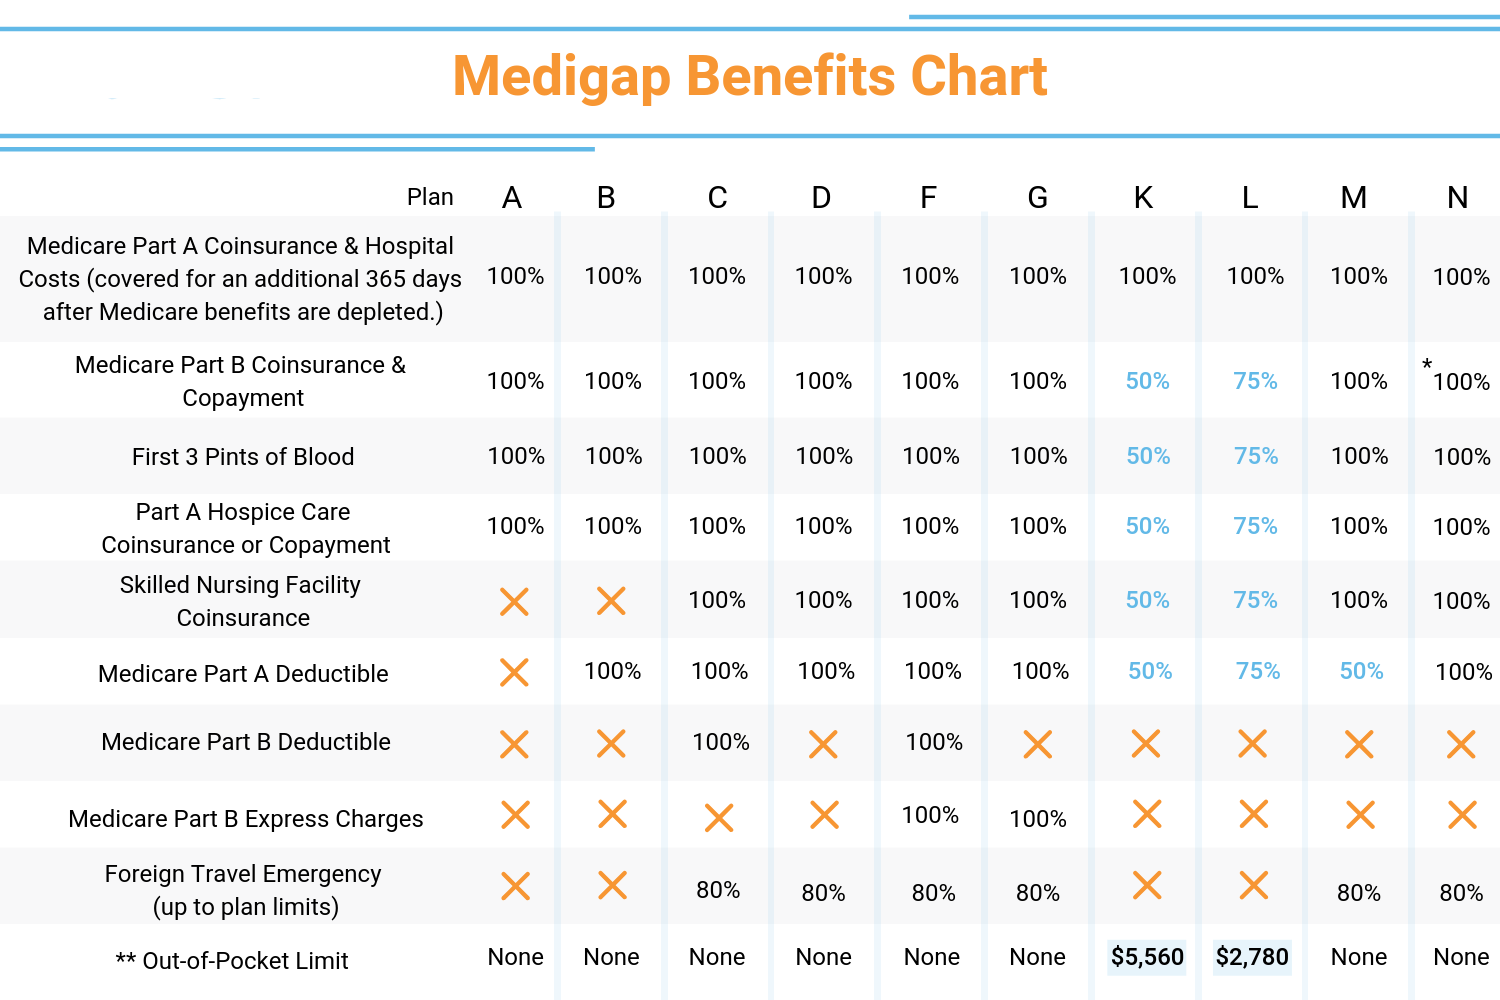 Medigap Benefits Chart
Plan A B C D F G K L M N
Medicare Part A Coinsurance & Hospital
Costs (covered for an additional 365 days
after Medicare benefits are depleted.)
100% 100% 100% 100% 100% 100% 100% 100% 100% 100%
Medicare Part B Coinsurance &
Copayment
100% 100% 100% 100% 100% 100% 50% 75% 100% *100%
First 3 Pints of Blood 100% 100% 100% 100% 100% 100% 50% 75% 100% 100%
Part A Hospice Care
Coinsurance or Copayment
100% 100% 100% 100% 100% 100% 50% 75% 100% 100%
Skilled Nursing Facility
Coinsurance
100% 100% 100% 100% 50% 75% 100% 100%
Medicare Part A Deductible 100% 100% 100% 100% 100% 50% 75% 50% 100%
Medicare Part B Deductible 100% 100%
Medicare Part B Express Charges 100% 100%
Foreign Travel Emergency
(up to plan limits)
80% 80% 80% 80% 80% 80%
** Out-of-Pocket Limit None None None None None None $5,560 $2,780 None None